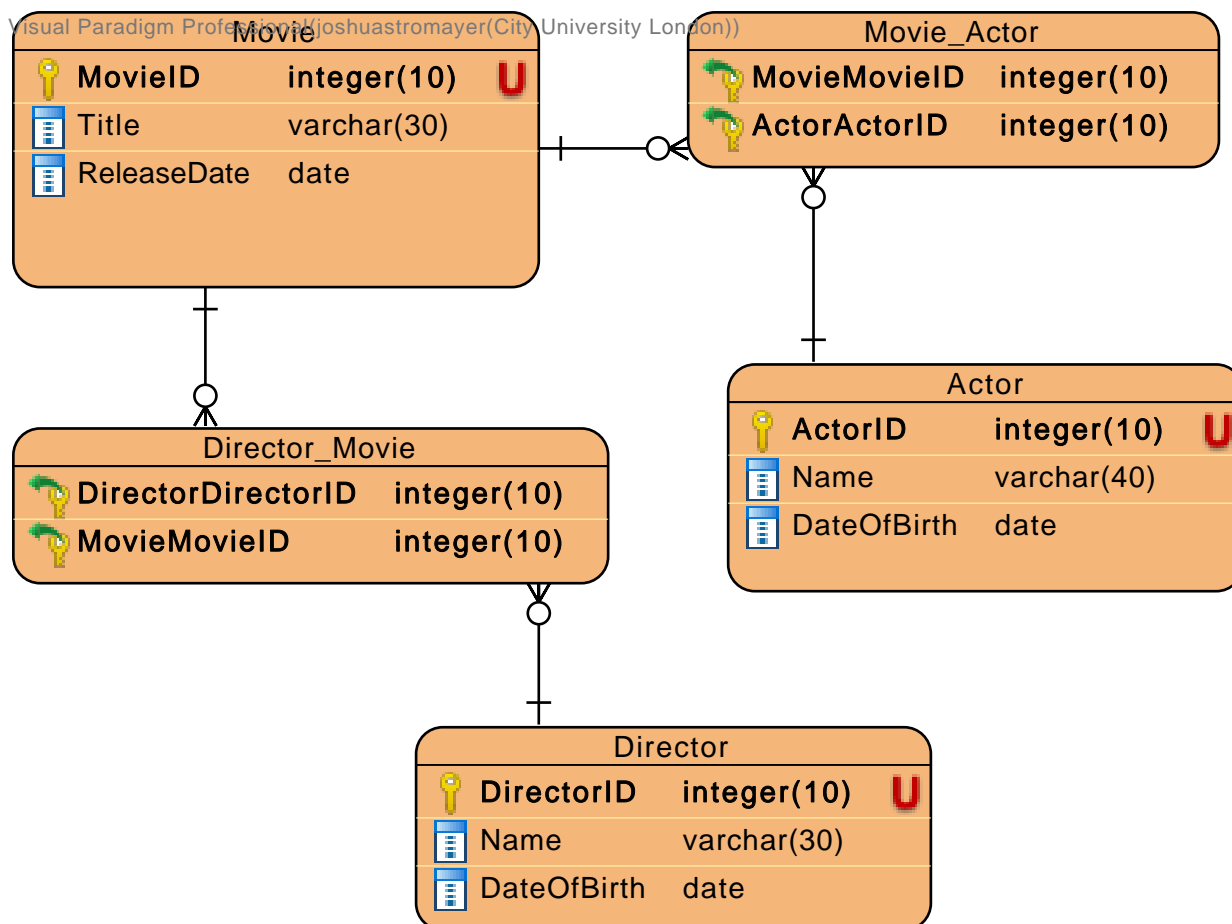 Visual Paradigm Professional(joshuastromayer(City University London))
Movie
MovieID integer(10) U
Title varchar(30)
ReleaseDate date
Movie_Actor
MovieMovieID integer(10)
ActorActorID integer(10)
Director_Movie
DirectorDirectorID integer(10)
MovieMovieID integer(10)
Actor
ActorID integer(10) U
Name varchar(40)
DateOfBirth date
Director
DirectorID integer(10) U
Name varchar(30)
DateOfBirth date